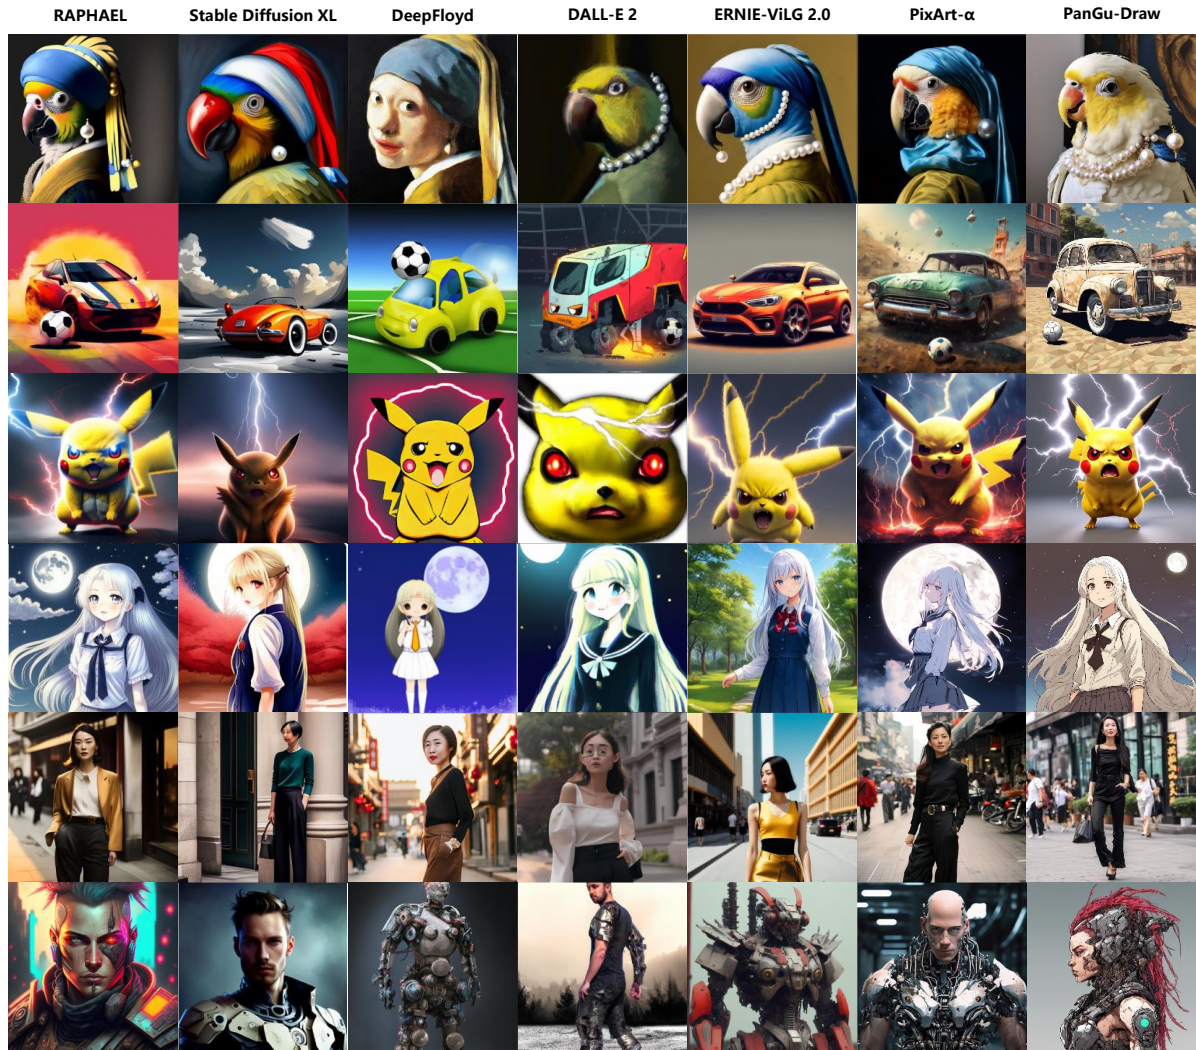 RAPHAEL
Stable Diffusion XL
DeepFloyd
DALL-E 2
ERNIE-ViLG 2.0
PixArt-α
PanGu-Draw